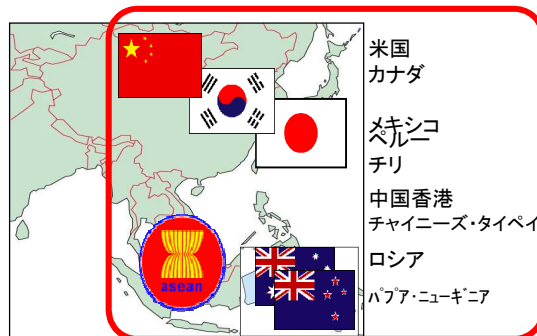 米国
カナダ
メキシコ
ペルー
チリ
中国香港
チャイニーズ・タイペイ
ロシア
パプア・ニューギニア
asean